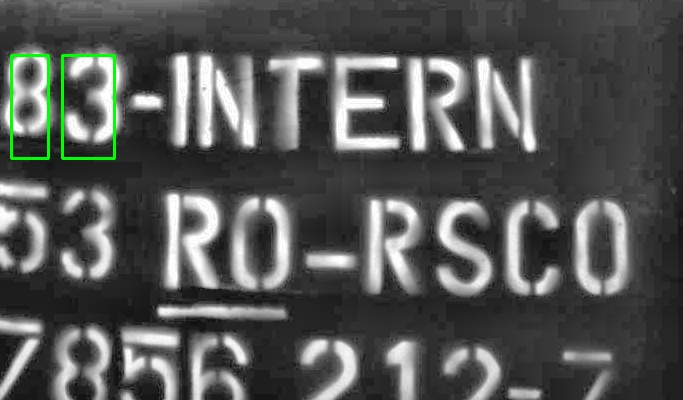 83-INTERN
53 RO-RSCO
7856 212-7